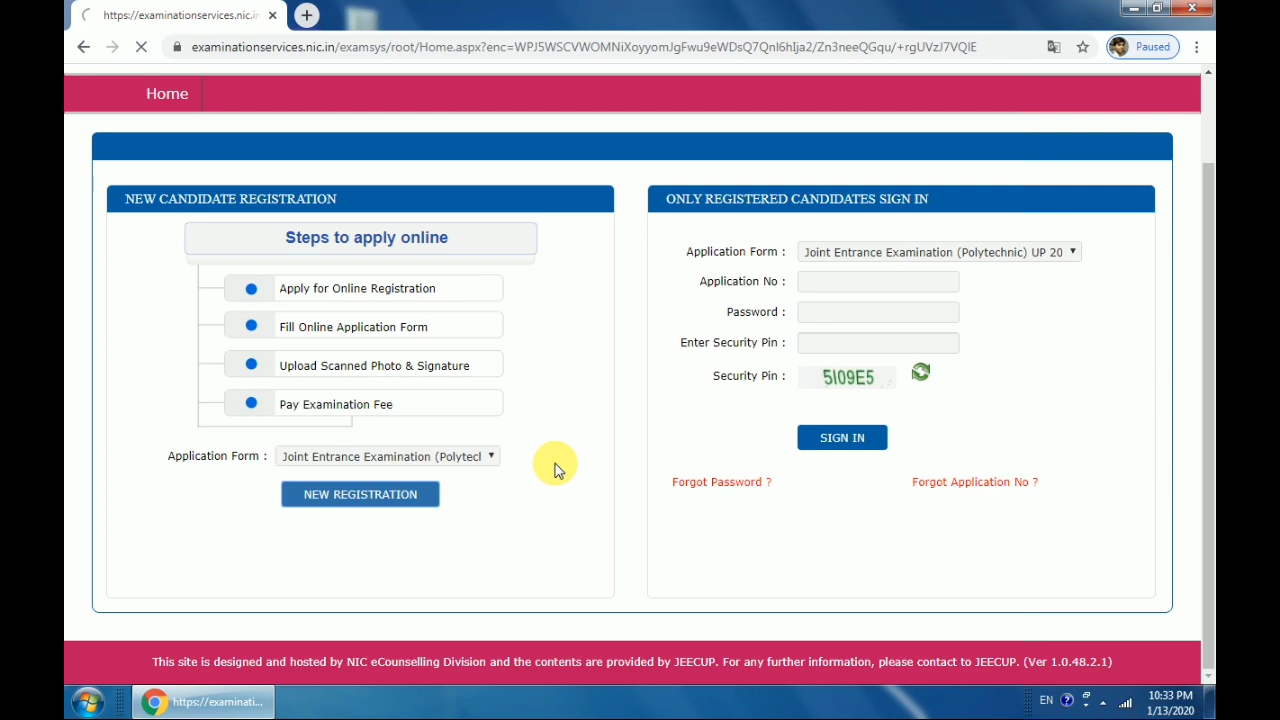 https://examinationservices.nic.in
examinationservices.nic.in/examsys/root/Home.aspx?enc=WPJ5WSCVWOMNiXoyyomJgFwu9eWDsQ7QnI6hIja2/Zn3neeQGqu/+rgUVzJ7VQlE
Paused
Home
NEW CANDIDATE REGISTRATION
Steps to apply online
Apply for Online Registration
Fill Online Application Form
Upload Scanned Photo & Signature
Pay Examination Fee
Application Form :
Joint Entrance Examination (Polytecl
NEW REGISTRATION
ONLY REGISTERED CANDIDATES SIGN IN
Application Form :
Joint Entrance Examination (Polytechnic) UP 20
Application No :
Password :
Enter Security Pin :
Security Pin :
5I09E5
SIGN IN
Forgot Password ?
Forgot Application No ?
This site is designed and hosted by NIC eCounselling Division and the contents are provided by JEECUP. For any further information, please contact to JEECUP. (Ver 1.0.48.2.1)
https://examinati...
EN
10:33 PM
1/13/2020